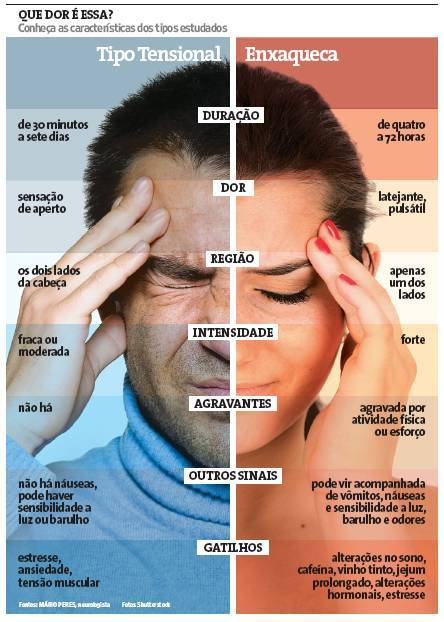 QUE DOR É ESSA?
Conheça as características dos tipos estudados
Tipo Tensional
Enxaqueca
DURAÇÃO
de 30 minutos
a sete dias
de quatro
a 72 horas
DOR
sensação
de aperto
latejante,
pulsátil
REGIÃO
os dois lados
da cabeça
apenas
um dos
lados
INTENSIDADE
fraca ou
moderada
forte
AGRAVANTES
não há
agravada por
atividade física
ou esforço
OUTROS SINAIS
não há náuseas,
pode haver
sensibilidade a
luz ou barulho
pode vir acompanhada
de vômitos, náuseas
e sensibilidade a luz,
barulho e odores
GATILHOS
estresse,
ansiedade,
tensão muscular
alterações no sono,
cafeína, vinho tinto, jejum
prolongado, alterações
hormonais, estresse
Fontes: MÁRIO PERES, neurologista Fotos Shutterstock